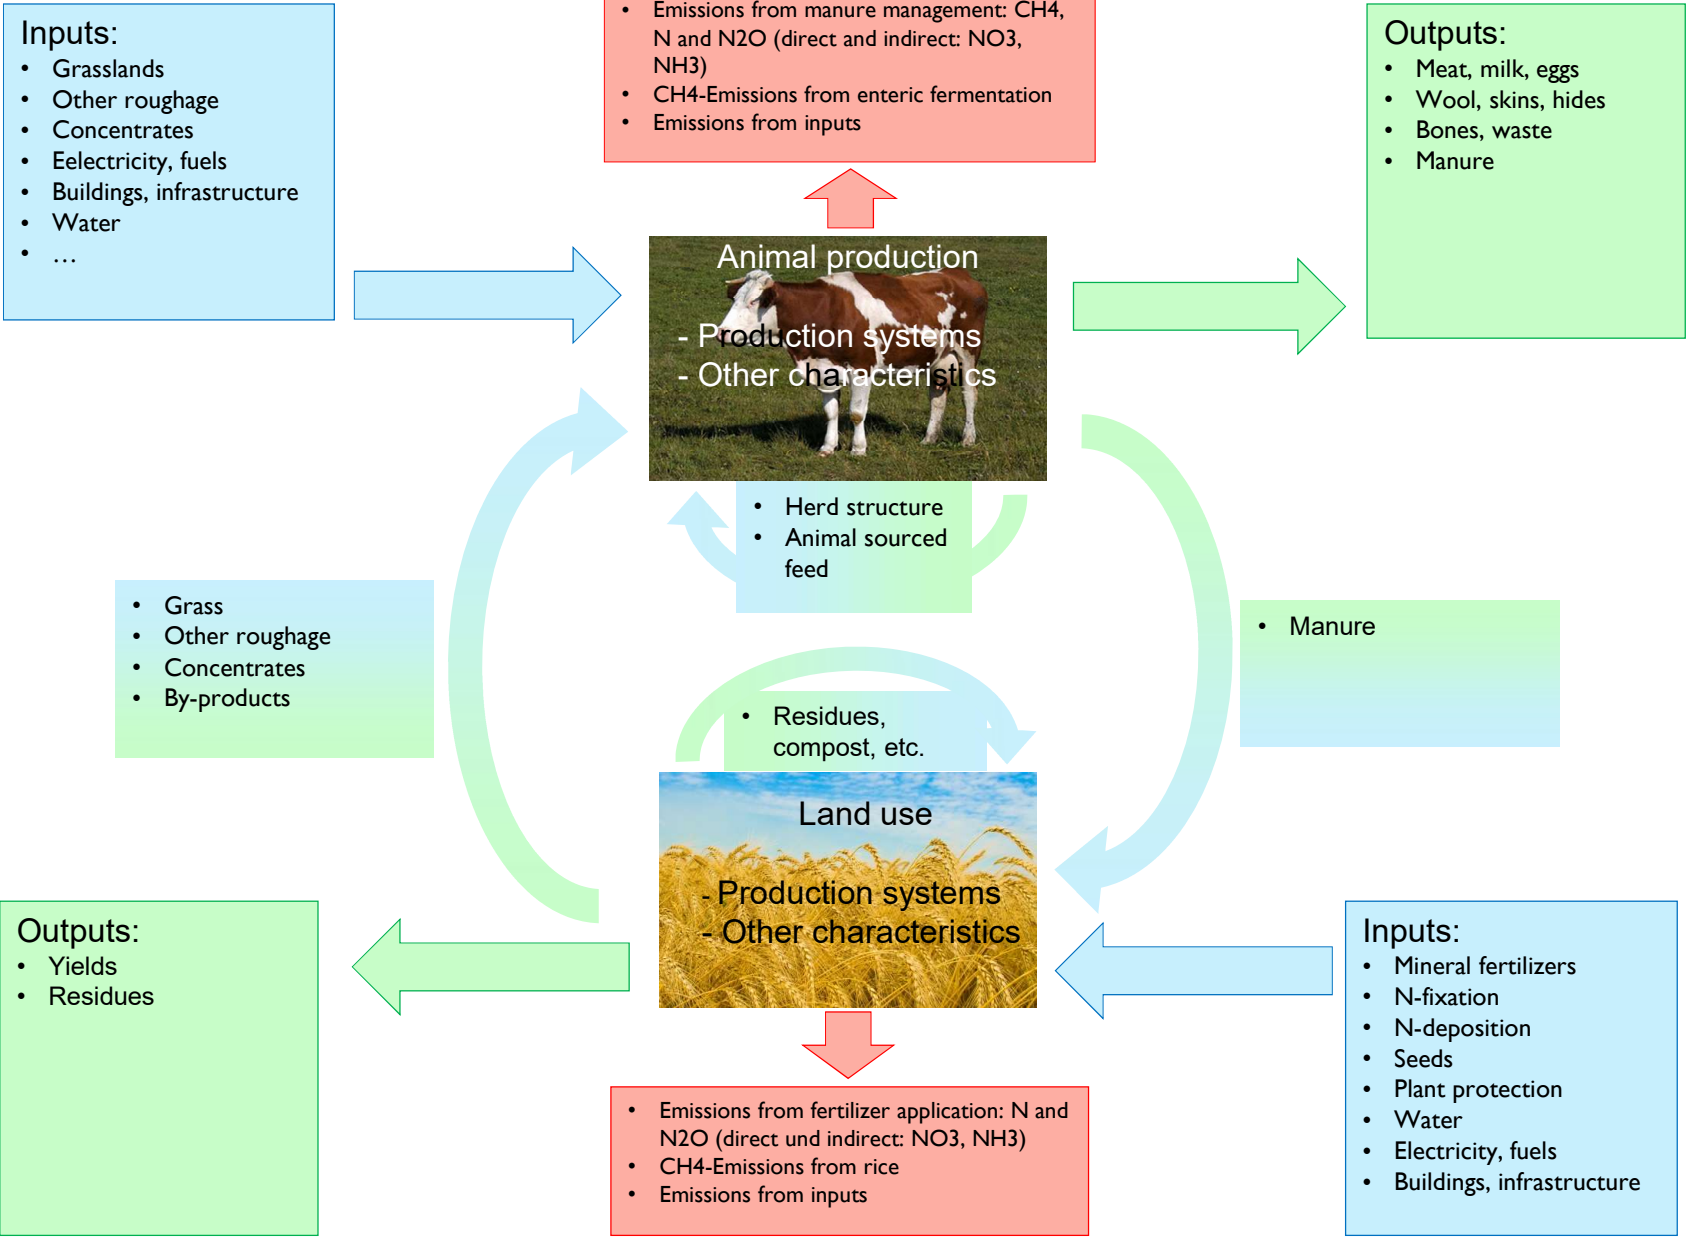 Inputs:
• Grasslands
• Other roughage
• Concentrates
• Eelectricity, fuels
• Buildings, infrastructure
• Water
• …
• Emissions from manure management: CH4,
N and N2O (direct and indirect: NO3,
NH3)
• CH4-Emissions from enteric fermentation
• Emissions from inputs
Outputs:
• Meat, milk, eggs
• Wool, skins, hides
• Bones, waste
• Manure
Animal production
- Production systems
- Other characteristics
• Herd structure
• Animal sourced
feed
• Grass
• Other roughage
• Concentrates
• By-products
• Manure
• Residues,
compost, etc.
Land use
- Production systems
- Other characteristics
Outputs:
• Yields
• Residues
Inputs:
• Mineral fertilizers
• N-fixation
• N-deposition
• Seeds
• Plant protection
• Water
• Electricity, fuels
• Buildings, infrastructure
• Emissions from fertilizer application: N and
N2O (direct und indirect: NO3, NH3)
• CH4-Emissions from rice
• Emissions from inputs